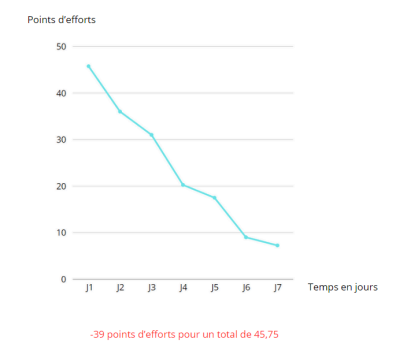 Points d'efforts
50
40
30
20
10
0
J1 J2 J3 J4 J5 J6 J7
Temps en jours
-39 points d'efforts pour un total de 45,75